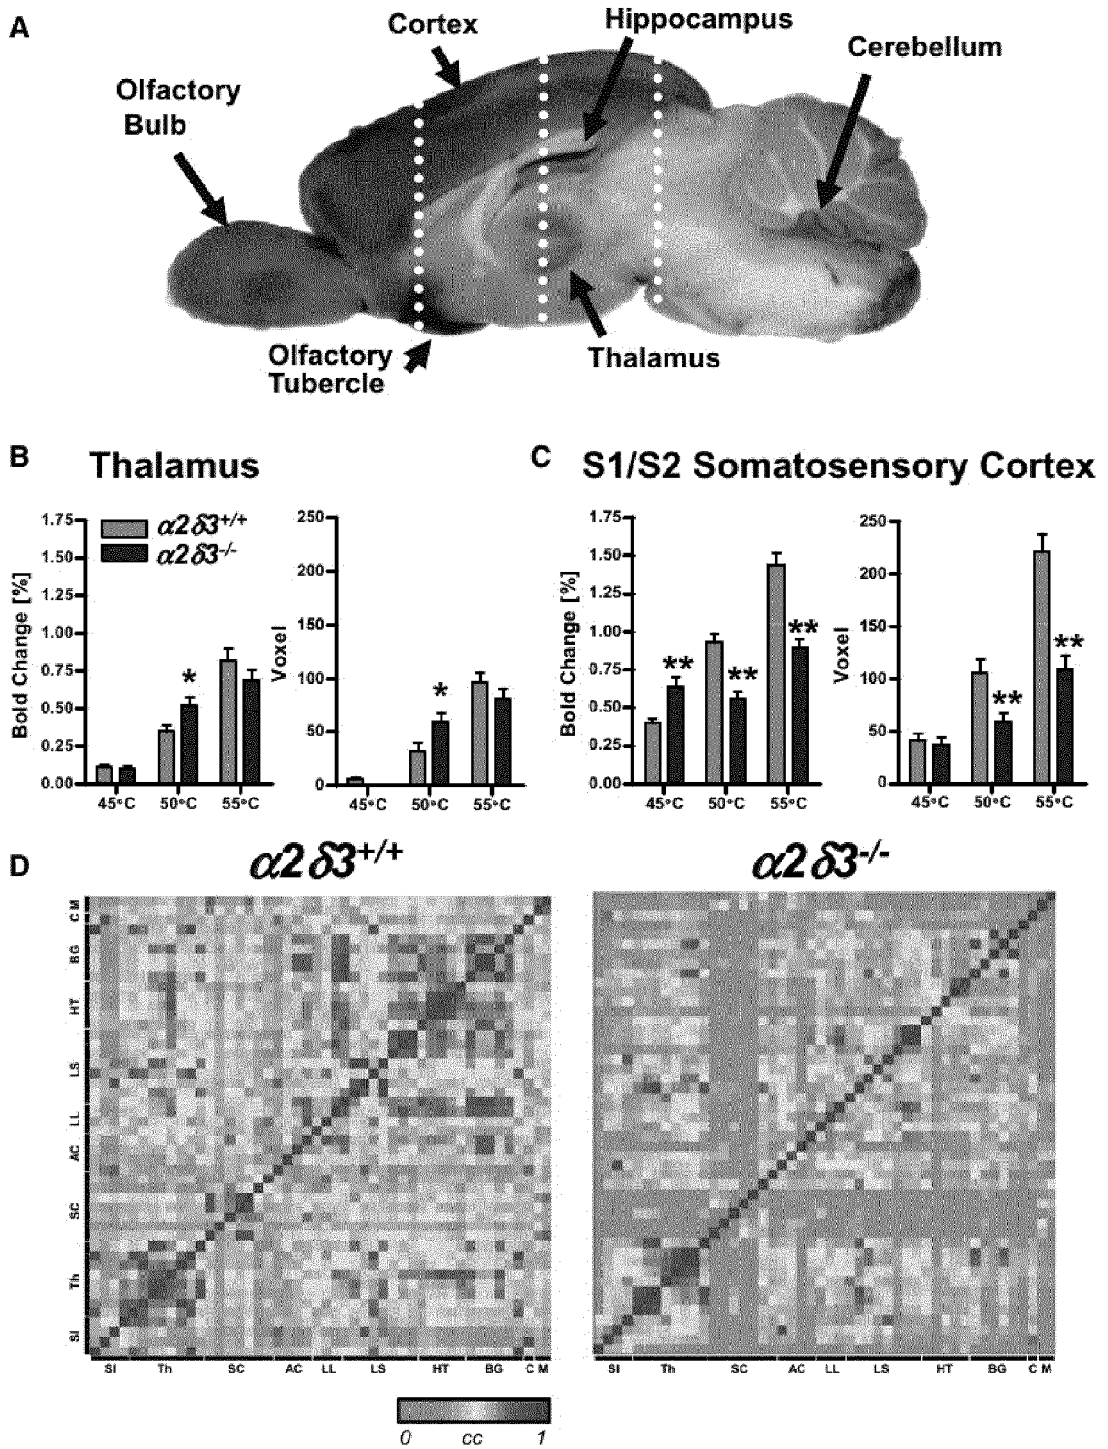 A
Cortex
Hippocampus
Cerebellum
Olfactory
Bulb
Olfactory
Tubercle
Thalamus
B
Thalamus
C
S1/S2 Somatosensory Cortex
α2δ3+/+
α2δ3-/-
Bold Change [%]
1.75
1.50
1.25
1.00
0.75
0.50
0.25
0.00
*
45°C 50°C 55°C
Voxel
250
200
150
100
50
0
*
45°C 50°C 55°C
Bold Change [%]
1.75
1.50
1.25
1.00
0.75
0.50
0.25
0.00
** ** **
45°C 50°C 55°C
Voxel
250
200
150
100
50
0
** **
45°C 50°C 55°C
D
α2δ3+/+
α2δ3-/-
C M
BG
HT
LS
LL
AC
SC
Th
SI
SI Th SC AC LL LS HT BG C M
SI Th SC AC LL LS HT BG C M
0 cc 1